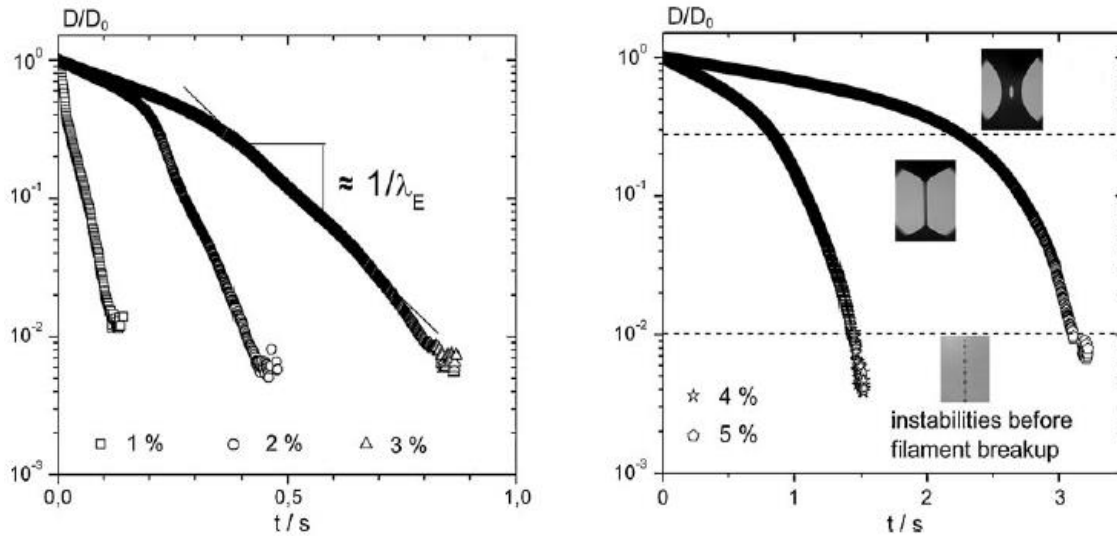 D/D₀
10⁰
10⁻¹
10⁻²
10⁻³
≈ 1/λ_E
1 % 2 % 3 %
0,0 0,5 1,0
t / s
D/D₀
10⁰
10⁻¹
10⁻²
10⁻³
4 %
5 %
instabilities before
filament breakup
0 1 2 3
t / s